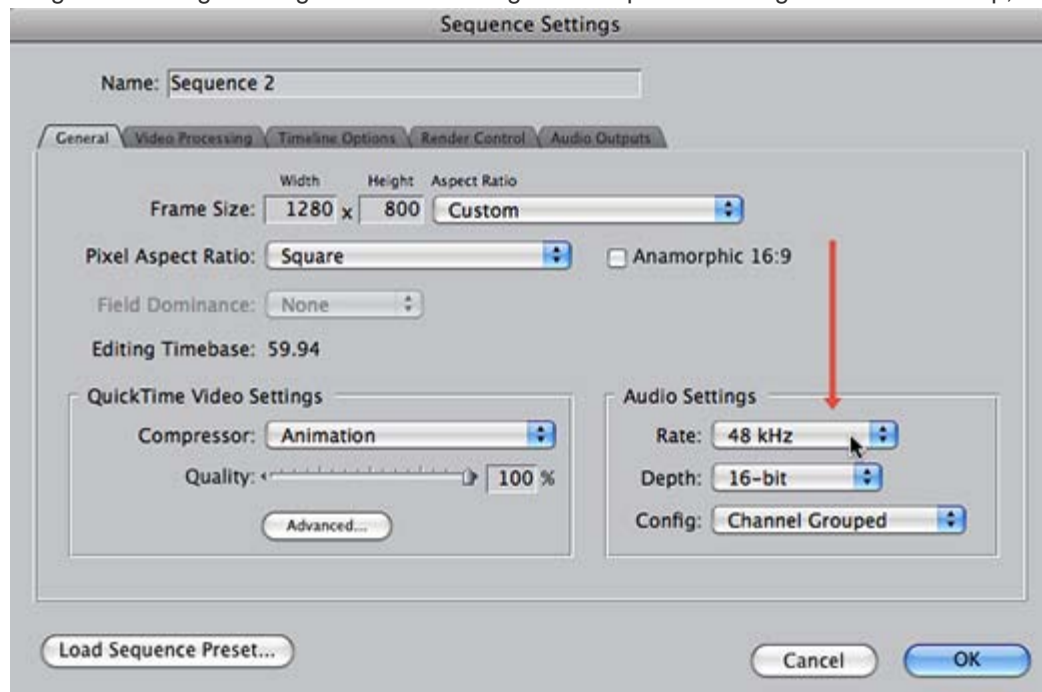 Sequence Settings
Name: Sequence 2
General Video Processing Timeline Options Render Control Audio Outputs
Width Height Aspect Ratio
Frame Size: 1280 x 800 Custom
Pixel Aspect Ratio: Square Anamorphic 16:9
Field Dominance: None
Editing Timebase: 59.94
QuickTime Video Settings
Compressor: Animation
Quality: 100 %
Advanced...
Audio Settings
Rate: 48 kHz
Depth: 16-bit
Config: Channel Grouped
Load Sequence Preset...
Cancel OK